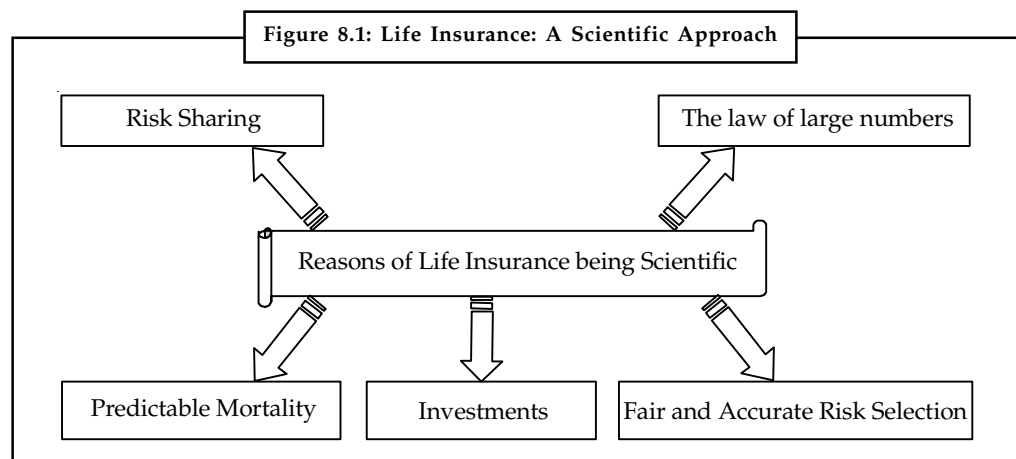 Figure 8.1: Life Insurance: A Scientific Approach
Risk Sharing
The law of large numbers
Reasons of Life Insurance being Scientific
Predictable Mortality
Investments
Fair and Accurate Risk Selection